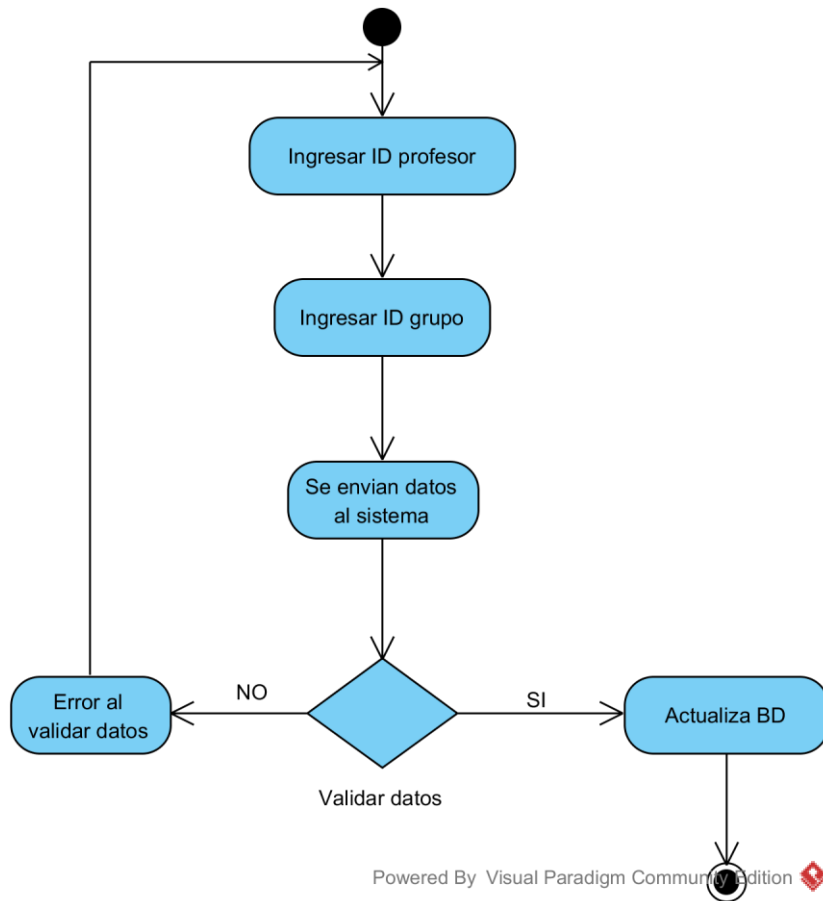 Ingresar ID profesor
Ingresar ID grupo
Se envian datos
al sistema
NO
SI
Error al
validar datos
Actualiza BD
Validar datos
Powered By Visual Paradigm Community Edition